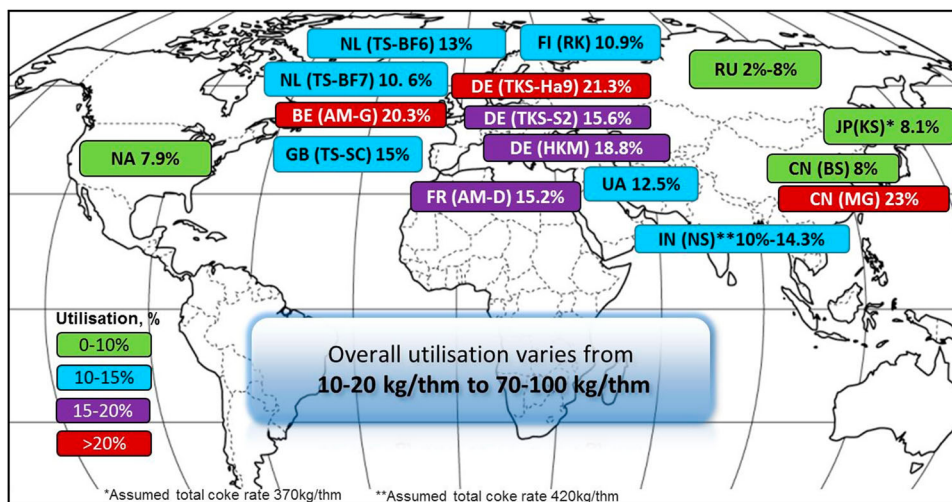 NL (TS-BF6) 13%
FI (RK) 10.9%
RU 2%-8%
NL (TS-BF7) 10. 6%
DE (TKS-Ha9) 21.3%
BE (AM-G) 20.3%
DE (TKS-S2) 15.6%
JP(KS)* 8.1%
NA 7.9%
GB (TS-SC) 15%
DE (HKM) 18.8%
CN (BS) 8%
FR (AM-D) 15.2%
UA 12.5%
CN (MG) 23%
IN (NS)**10%-14.3%
Utilisation, %
0-10%
10-15%
15-20%
>20%
Overall utilisation varies from
10-20 kg/thm to 70-100 kg/thm
*Assumed total coke rate 370kg/thm
**Assumed total coke rate 420kg/thm